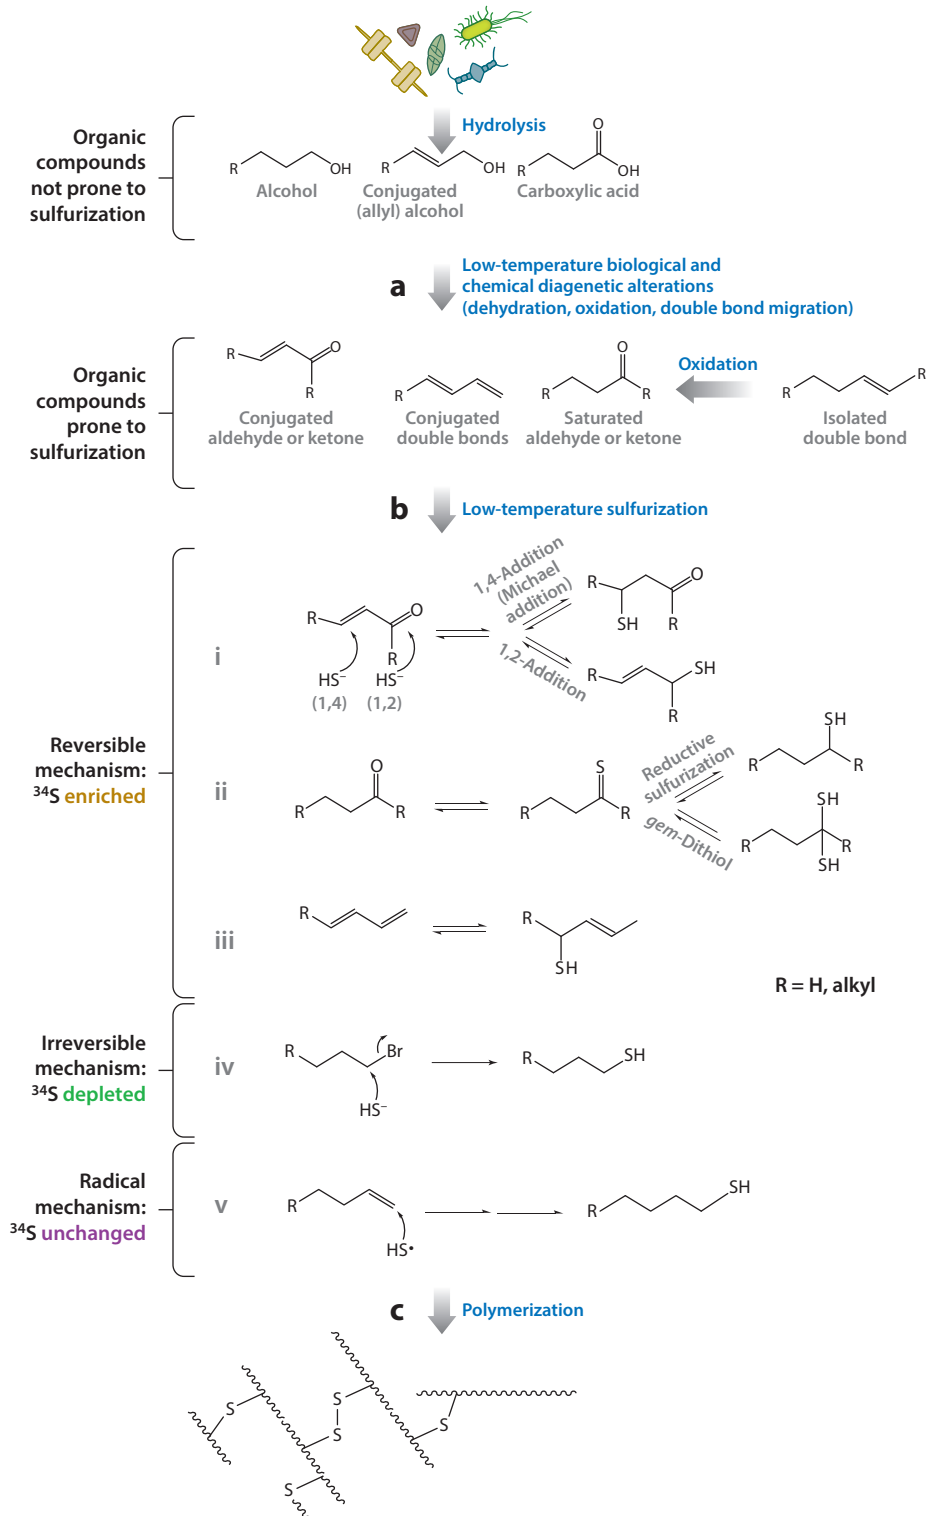 Hydrolysis
Organic
compounds
not prone to
sulfurization
R
OH
Alcohol
R
OH
Conjugated
(allyl) alcohol
O
R
OH
Carboxylic acid
a
Low-temperature biological and
chemical diagenetic alterations
(dehydration, oxidation, double bond migration)
Organic
compounds
prone to
sulfurization
R
O
R
Conjugated
aldehyde or ketone
R
Conjugated
double bonds
O
R
R
Saturated
aldehyde or ketone
Oxidation
R
R
Isolated
double bond
b
Low-temperature sulfurization
Reversible
mechanism:
34S enriched
i
R
O
R
HS–
HS–
(1,4)
(1,2)
1,4-Addition
(Michael
addition)
R
O
SH
R
1,2-Addition
R
SH
R
ii
O
R
R
S
R
R
Reductive
sulfurization
SH
R
R
gem-Dithiol
SH
R
R
SH
iii
R
R
SH
R = H, alkyl
Irreversible
mechanism:
34S depleted
iv
R
Br
HS–
R
SH
Radical
mechanism:
34S unchanged
v
R
HS•
R
SH
c
Polymerization
S
S
S
S
S